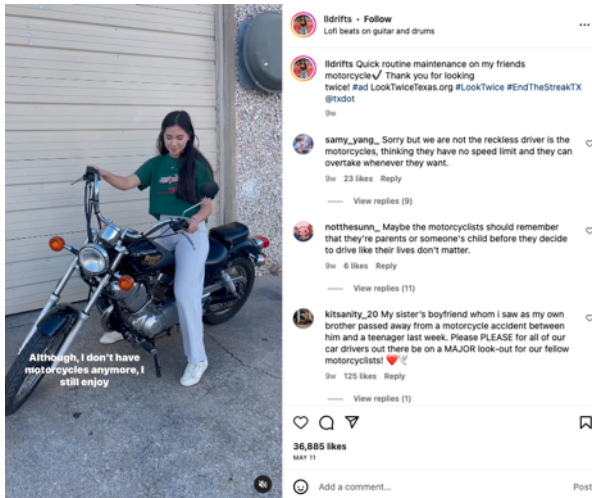 lldrifts • Follow
Lofi beats on guitar and drums
lldrifts Quick routine maintenance on my friends
motorcycle✔ Thank you for looking
twice! #ad LookTwiceTexas.org #LookTwice #EndTheStreakTX
@txdot
9w
samy_yang_ Sorry but we are not the reckless driver is the
motorcycles, thinking they have no speed limit and they can
overtake whenever they want.
9w 23 likes Reply
View replies (9)
notthesunn_ Maybe the motorcyclists should remember
that they're parents or someone's child before they decide
to drive like their lives don't matter.
9w 6 likes Reply
View replies (11)
kitsanity_20 My sister's boyfriend whom i saw as my own
brother passed away from a motorcycle accident between
him and a teenager last week. Please PLEASE for all of our
car drivers out there be on a MAJOR look-out for our fellow
motorcyclists! ❤️🕊️
9w 125 likes Reply
View replies (1)
36,885 likes
MAY 11
Add a comment...
Post
Although, I don't have
motorcycles anymore, I
still enjoy